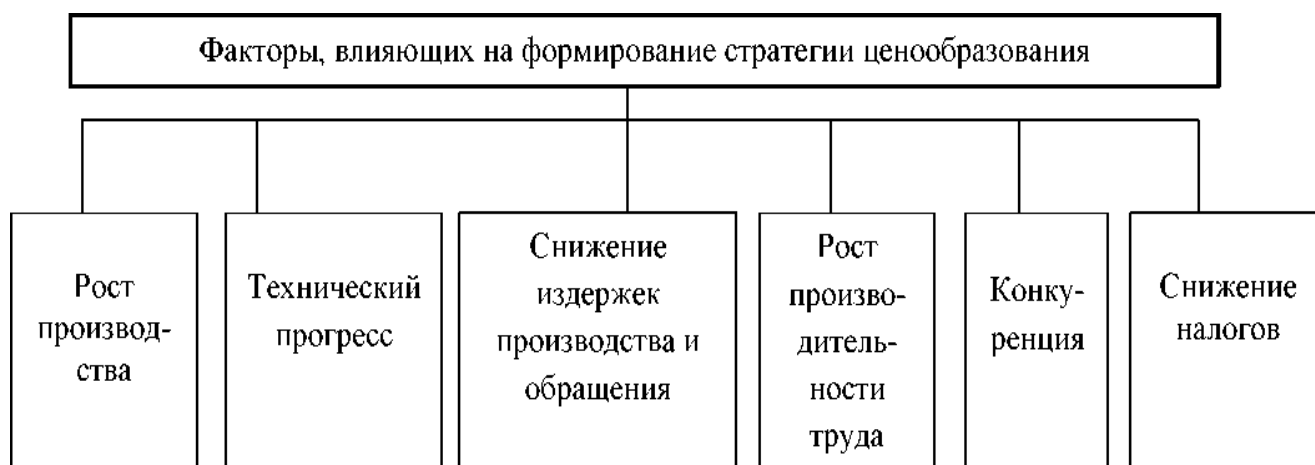 Факторы, влияющих на формирование стратегии ценообразования
Рост
производ-
ства
Технический
прогресс
Снижение
издержек
производства и
обращения
Рост
произво-
дитель-
ности
труда
Конку-
ренция
Снижение
налогов